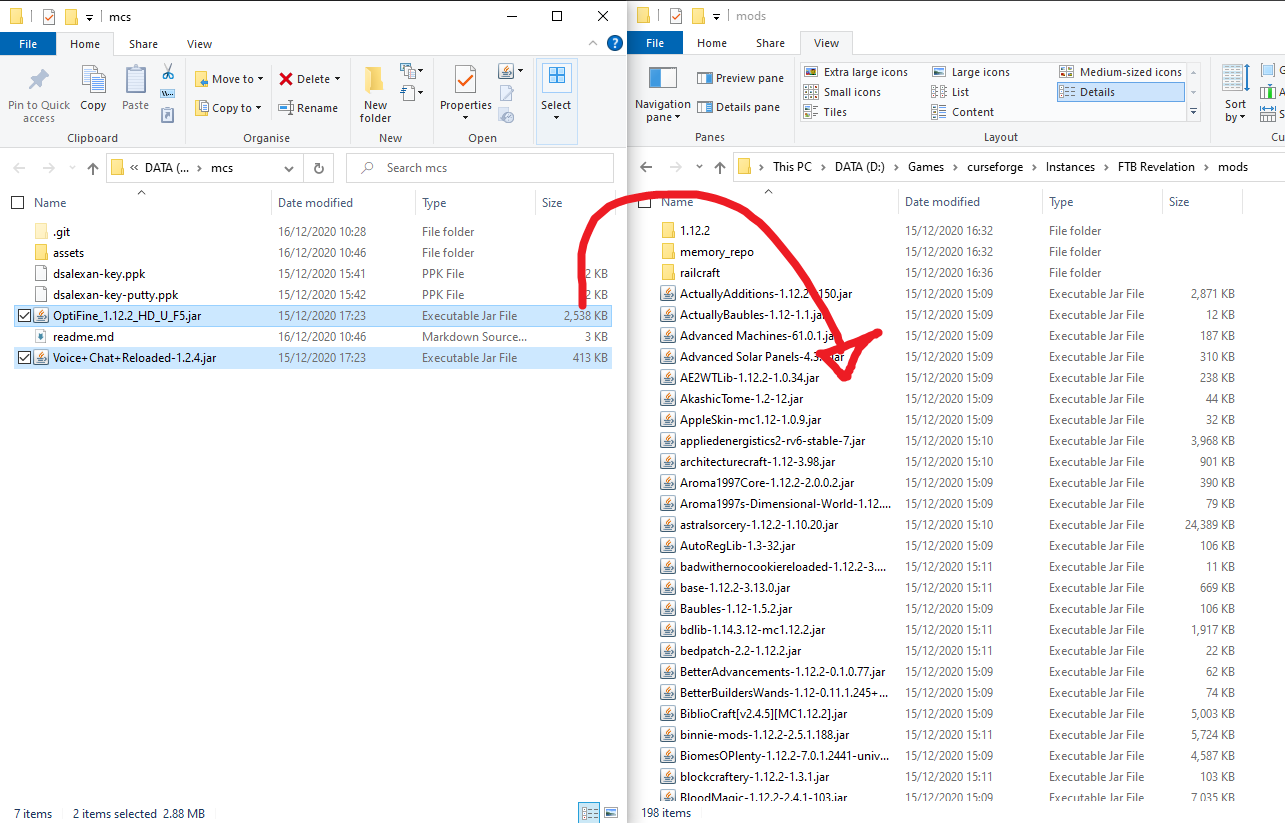 mcs
File Home Share View
Pin to Quick access
Copy
Paste
Clipboard
Move to
Copy to
Delete
Rename
Organise
New folder
New
Properties
Open
Select
DATA (... mcs
Search mcs
Name Date modified Type Size
.git 16/12/2020 10:28 File folder
assets 16/12/2020 10:46 File folder
dsalexan-key.ppk 15/12/2020 15:41 PPK File 2 KB
dsalexan-key-putty.ppk 15/12/2020 15:42 PPK File 2 KB
OptiFine_1.12.2_HD_U_F5.jar 15/12/2020 17:23 Executable Jar File 2,538 KB
readme.md 16/12/2020 10:46 Markdown Source... 3 KB
Voice+Chat+Reloaded-1.2.4.jar 15/12/2020 17:23 Executable Jar File 413 KB
7 items 2 items selected 2.88 MB
mods
File Home Share View
Navigation pane
Preview pane
Details pane
Panes
Extra large icons Large icons Medium-sized icons
Small icons List Details
Tiles Content
Layout
Sort by
This PC DATA (D:) Games curseforge Instances FTB Revelation mods
Name Date modified Type Size
1.12.2 15/12/2020 16:32 File folder
memory_repo 15/12/2020 16:32 File folder
railcraft 15/12/2020 16:36 File folder
ActuallyAdditions-1.12.2 150.jar 15/12/2020 15:09 Executable Jar File 2,871 KB
ActuallyBaubles-1.12-1.1.jar 15/12/2020 15:09 Executable Jar File 12 KB
Advanced Machines-61.0.1.jar 15/12/2020 15:09 Executable Jar File 187 KB
Advanced Solar Panels-4.3. jar 15/12/2020 15:09 Executable Jar File 310 KB
AE2WTLib-1.12.2-1.0.34.jar 15/12/2020 15:09 Executable Jar File 238 KB
AkashicTome-1.2-12.jar 15/12/2020 15:09 Executable Jar File 44 KB
AppleSkin-mc1.12-1.0.9.jar 15/12/2020 15:09 Executable Jar File 32 KB
appliedenergistics2-rv6-stable-7.jar 15/12/2020 15:10 Executable Jar File 3,968 KB
architecturecraft-1.12-3.98.jar 15/12/2020 15:10 Executable Jar File 901 KB
Aroma1997Core-1.12.2-2.0.0.2.jar 15/12/2020 15:09 Executable Jar File 390 KB
Aroma1997s-Dimensional-World-1.12.... 15/12/2020 15:09 Executable Jar File 79 KB
astralsorcery-1.12.2-1.10.20.jar 15/12/2020 15:10 Executable Jar File 24,389 KB
AutoRegLib-1.3-32.jar 15/12/2020 15:09 Executable Jar File 106 KB
badwithernocookiereloaded-1.12.2-3.... 15/12/2020 15:11 Executable Jar File 11 KB
base-1.12.2-3.13.0.jar 15/12/2020 15:11 Executable Jar File 669 KB
Baubles-1.12-1.5.2.jar 15/12/2020 15:09 Executable Jar File 106 KB
bdlib-1.14.3.12-mc1.12.2.jar 15/12/2020 15:11 Executable Jar File 1,917 KB
bedpatch-2.2-1.12.2.jar 15/12/2020 15:11 Executable Jar File 22 KB
BetterAdvancements-1.12.2-0.1.0.77.jar 15/12/2020 15:09 Executable Jar File 62 KB
BetterBuildersWands-1.12-0.11.1.245+... 15/12/2020 15:09 Executable Jar File 74 KB
BiblioCraft[v2.4.5][MC1.12.2].jar 15/12/2020 15:09 Executable Jar File 5,003 KB
binnie-mods-1.12.2-2.5.1.188.jar 15/12/2020 15:11 Executable Jar File 5,724 KB
BiomesOPlenty-1.12.2-7.0.1.2441-univ... 15/12/2020 15:09 Executable Jar File 4,587 KB
blockcraftery-1.12.2-1.3.1.jar 15/12/2020 15:11 Executable Jar File 103 KB
BloodMagic-1.12.2-2.4.1-103.jar 15/12/2020 15:09 Executable Jar File 7,035 KB
198 items